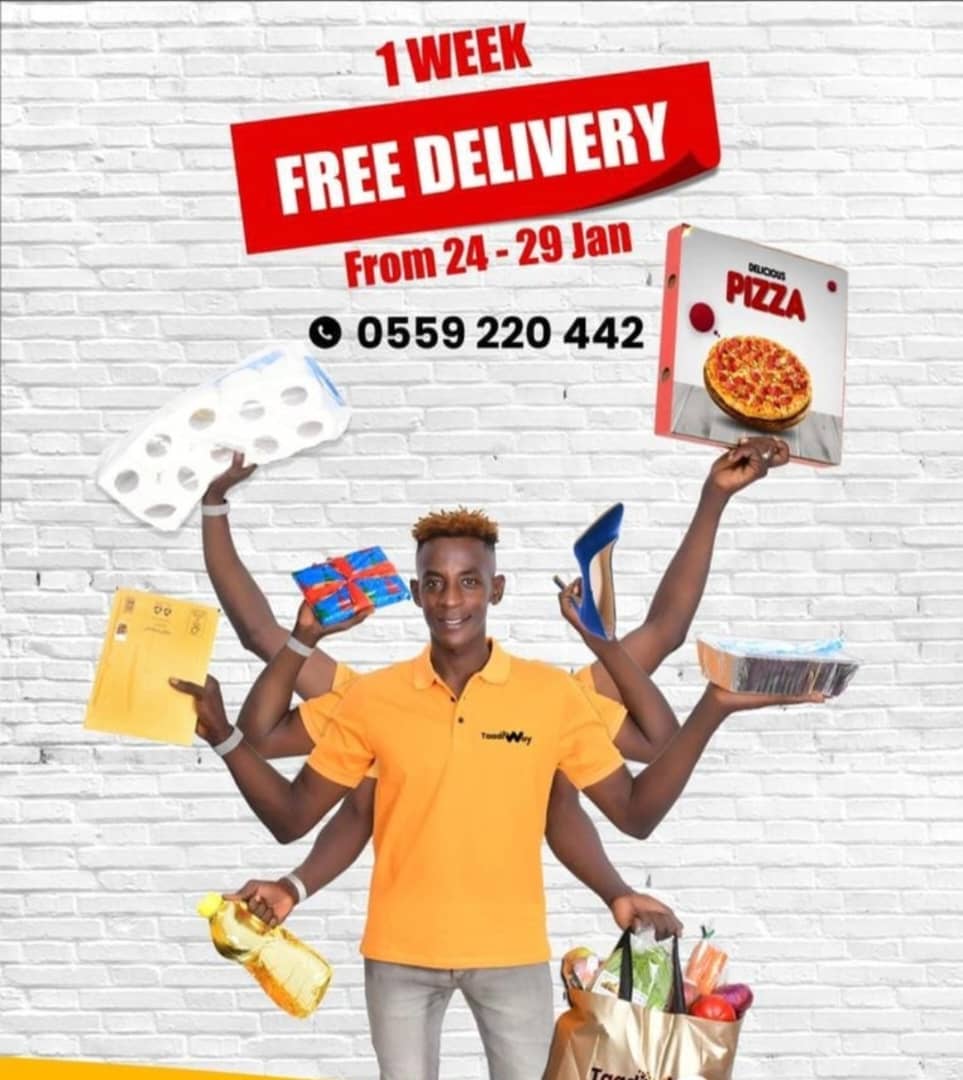 1 WEEK
FREE DELIVERY
From 24 - 29 Jan
0559 220 442
DELICIOUS
PIZZA